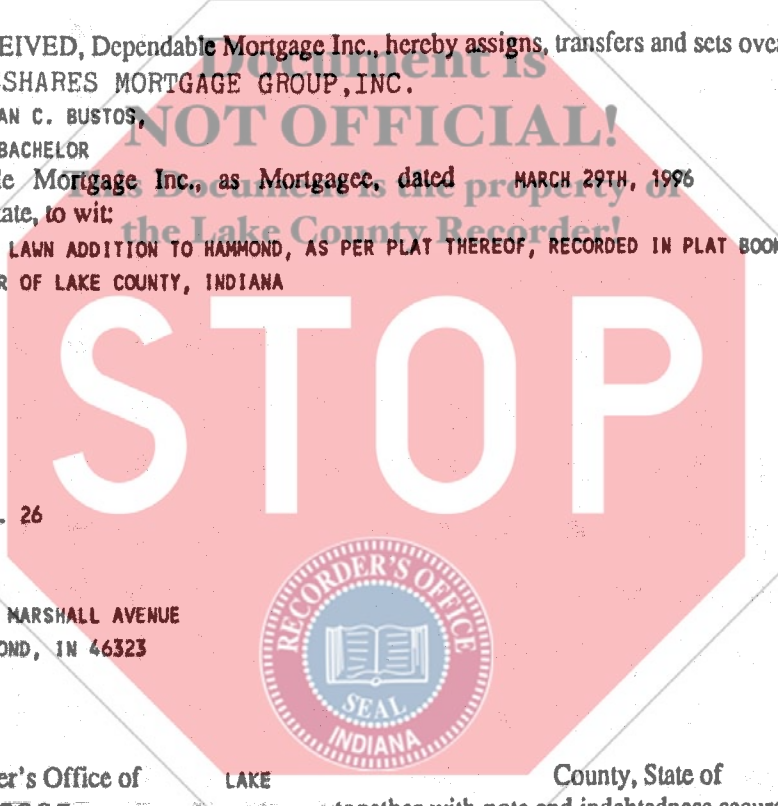 EIVED, Dependable Mortgage Inc., hereby assigns, transfers and sets over
Document is
SHARES MORTGAGE GROUP,INC.
AN C. BUSTOS,
NOT OFFICIAL!
BACHELOR
e Mortgage Inc., as Mortgagee, dated MARCH 29TH, 1996
This Document is the property of
ate, to wit:
the Lake County Recorder!
LAWN ADDITION TO HAMMOND, AS PER PLAT THEREOF, RECORDED IN PLAT BOOK
R OF LAKE COUNTY, INDIANA
STOP
. 26
RECORDER'S OFFICE
MARSHALL AVENUE
OND, IN 46323
SEAL
INDIANA
er's Office of LAKE County, State of
together with note and indebtedness secured